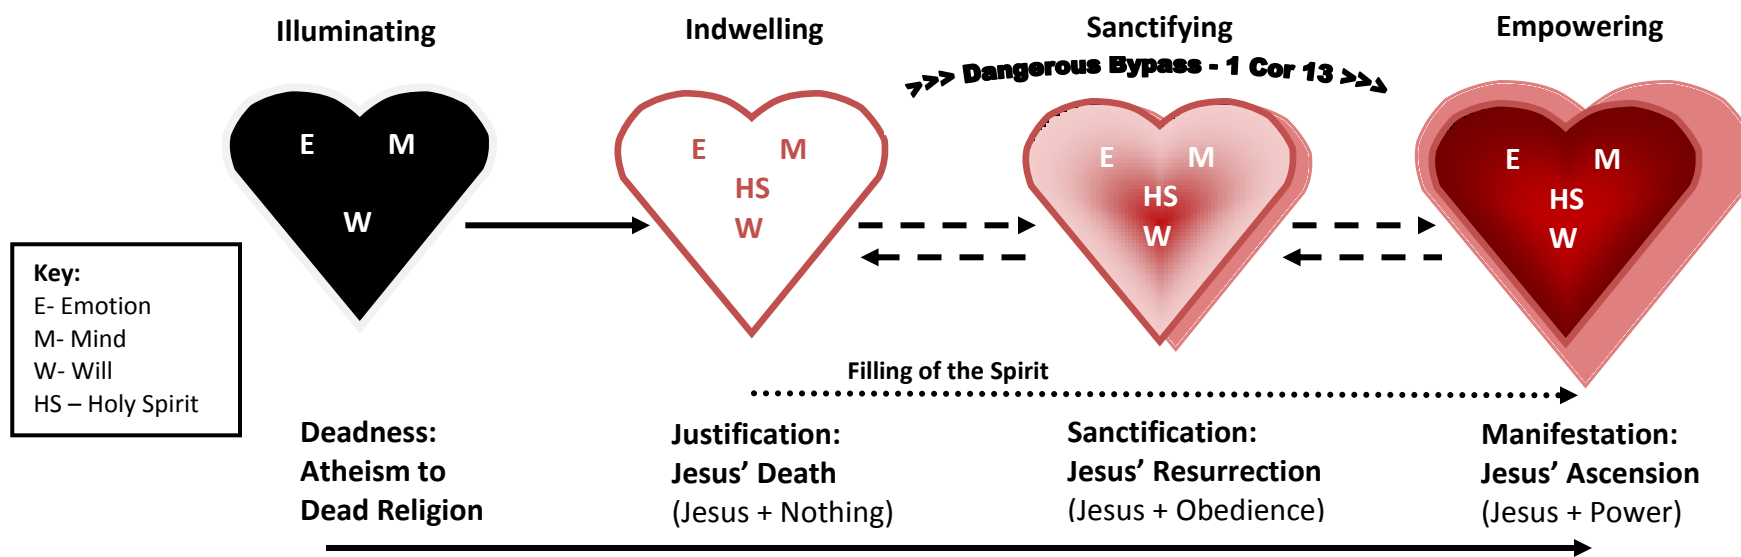 Illuminating
Indwelling
Sanctifying
Empowering
>>> Dangerous Bypass - 1 Cor 13 >>>
E M
W
E M
HS
W
E M
HS
W
E M
HS
W
Key:
E- Emotion
M- Mind
W- Will
HS – Holy Spirit
Filling of the Spirit
Deadness:
Atheism to
Dead Religion
Justification:
Jesus’ Death
(Jesus + Nothing)
Sanctification:
Jesus’ Resurrection
(Jesus + Obedience)
Manifestation:
Jesus’ Ascension
(Jesus + Power)